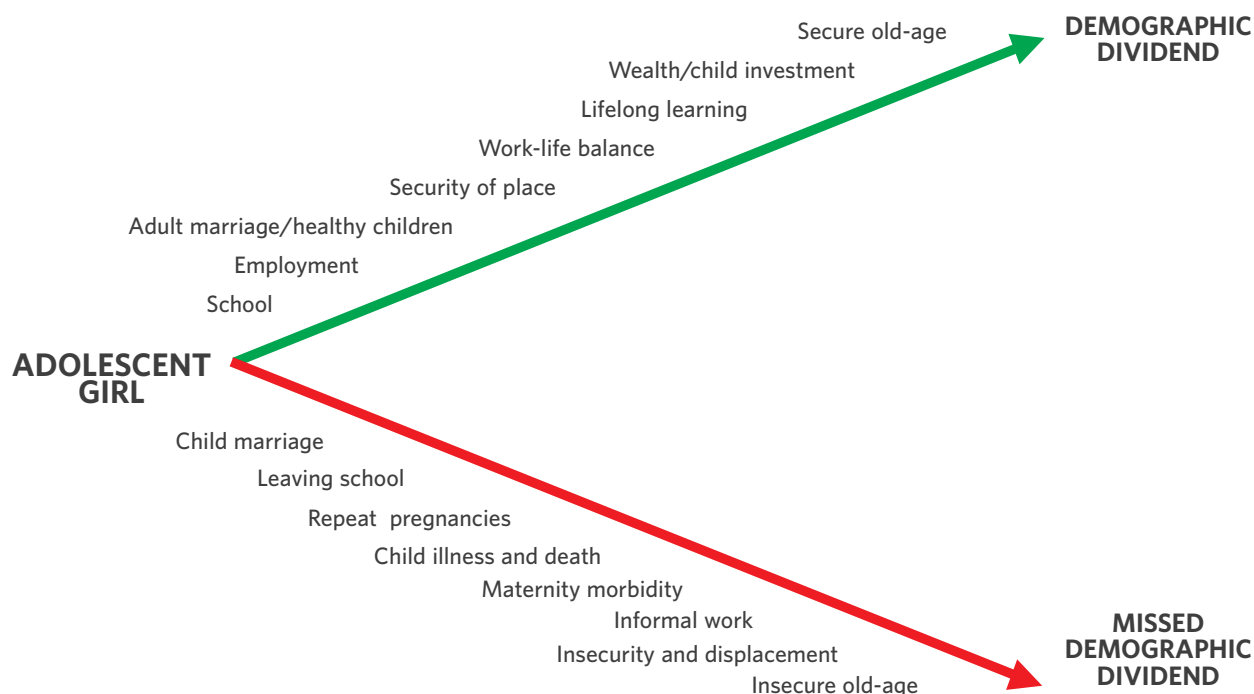 Secure old-age
DEMOGRAPHIC
DIVIDEND
Wealth/child investment
Lifelong learning
Work-life balance
Security of place
Adult marriage/healthy children
Employment
School
ADOLESCENT
GIRL
Child marriage
Leaving school
Repeat pregnancies
Child illness and death
Maternity morbidity
Informal work
Insecurity and displacement
Insecure old-age
MISSED
DEMOGRAPHIC
DIVIDEND